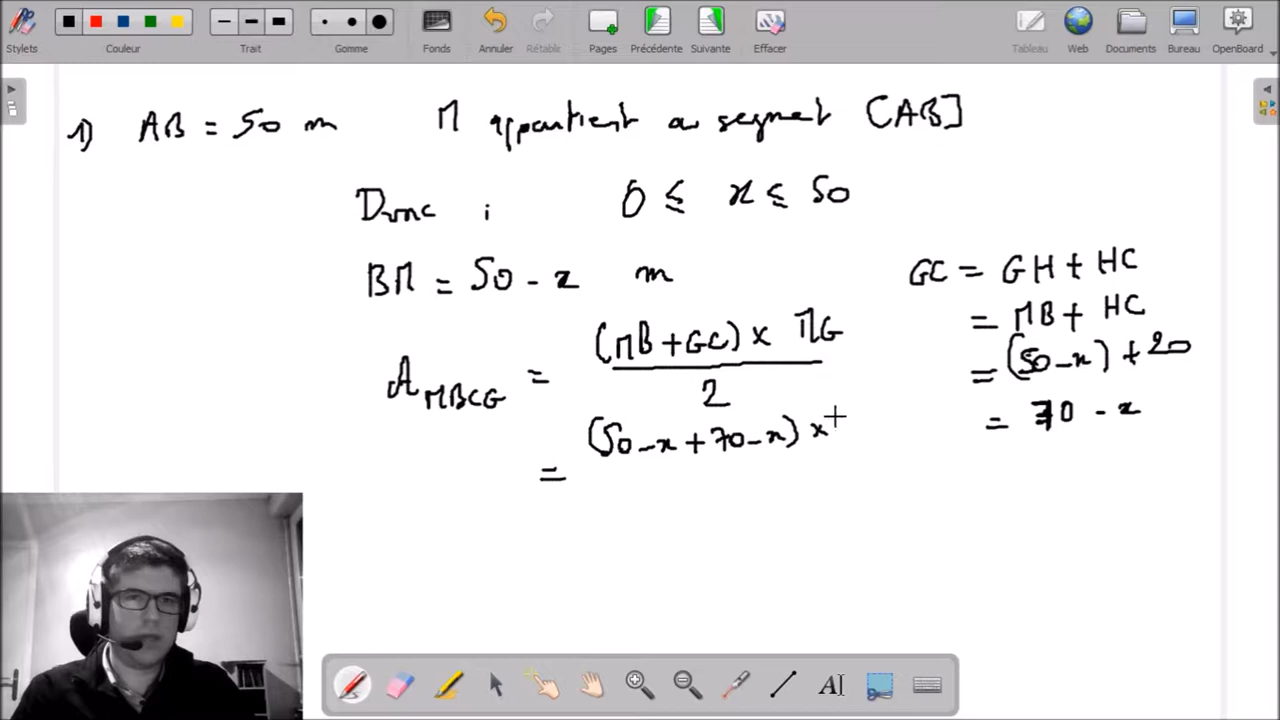 Stylets Couleur Trait Gomme Fonds Annuler Rétablir Pages Précédente Suivante Effacer Tableau Web Documents Bureau OpenBoard
1) AB = 50 m M appartient au segment [AB]
Donc : 0 ≤ x ≤ 50
BM = 50 - x m
GC = GH + HC
= MB + HC
= (50 - x) + 20
= 70 - x
A MBCG = (MB + GC) × MG / 2
= (50 - x + 70 - x) ×